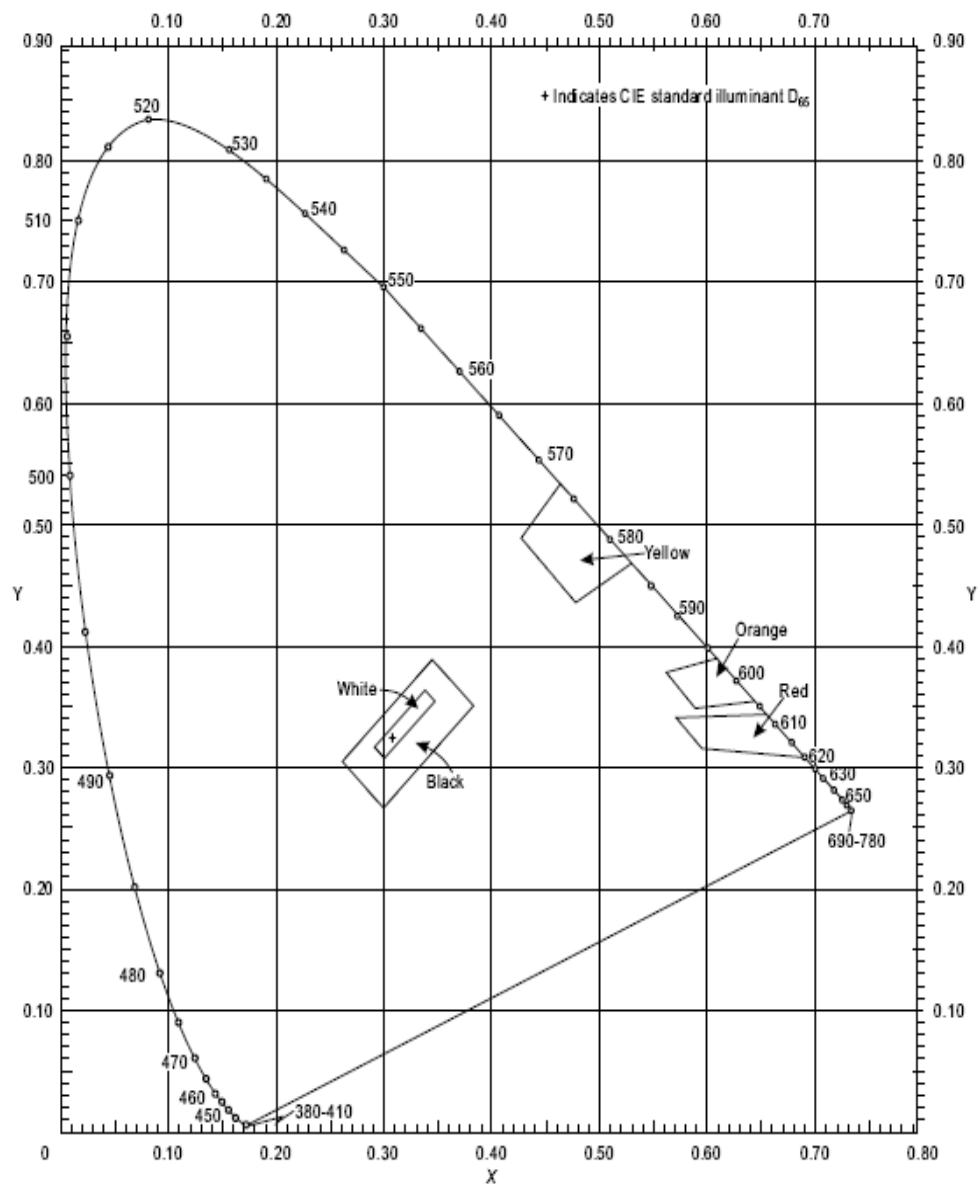 0.10 0.20 0.30 0.40 0.50 0.60 0.70
0.90 0.90
+ Indicates CIE standard illuminant D65
520
530
0.80 0.80
510
540
0.70 550 0.70
560
0.60 0.60
570
500
0.50 580 0.50
Yellow
Y Y
590
0.40 Orange 0.40
600
White Red
610
620
0.30 Black 0.30
490 630
650
690-780
0.20 0.20
480
0.10 0.10
470
460
450 380-410
0 0.10 0.20 0.30 0.40 0.50 0.60 0.70 0.80
X